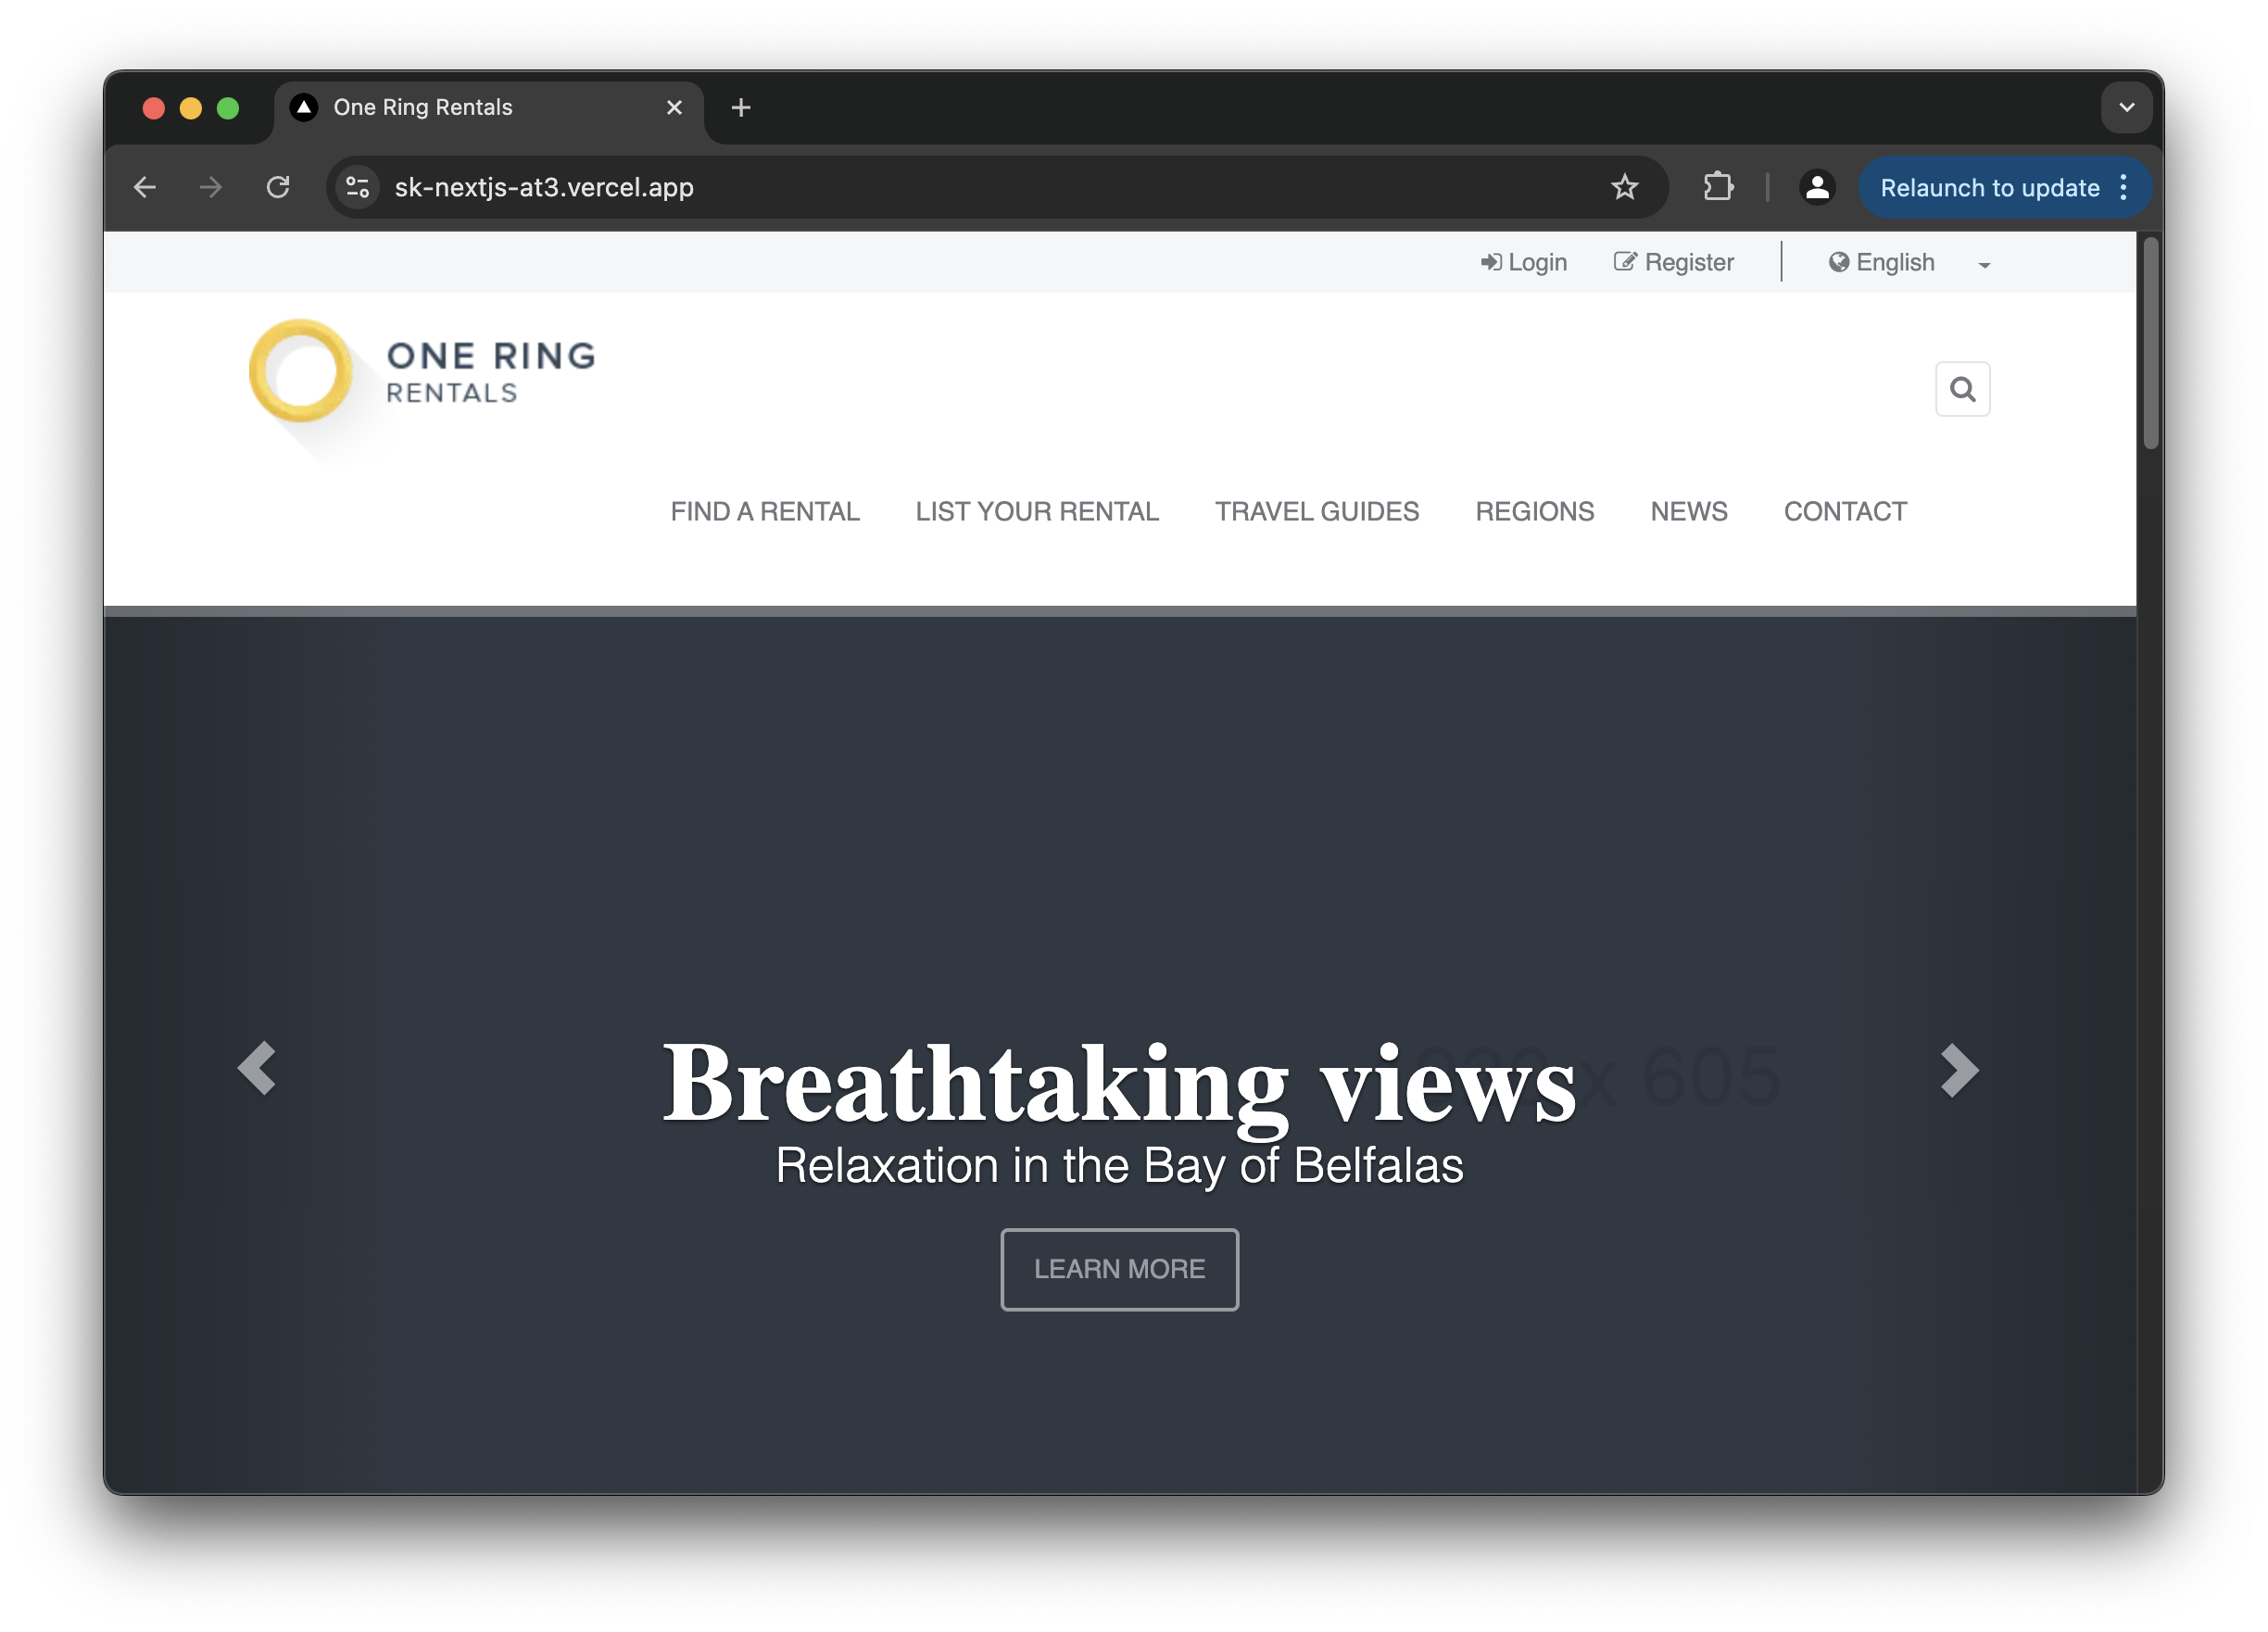 One Ring Rentals
sk-nextjs-at3.vercel.app
Relaunch to update
Login Register English
ONE RING
RENTALS
FIND A RENTAL LIST YOUR RENTAL TRAVEL GUIDES REGIONS NEWS CONTACT
Breathtaking views
x 605
Relaxation in the Bay of Belfalas
LEARN MORE